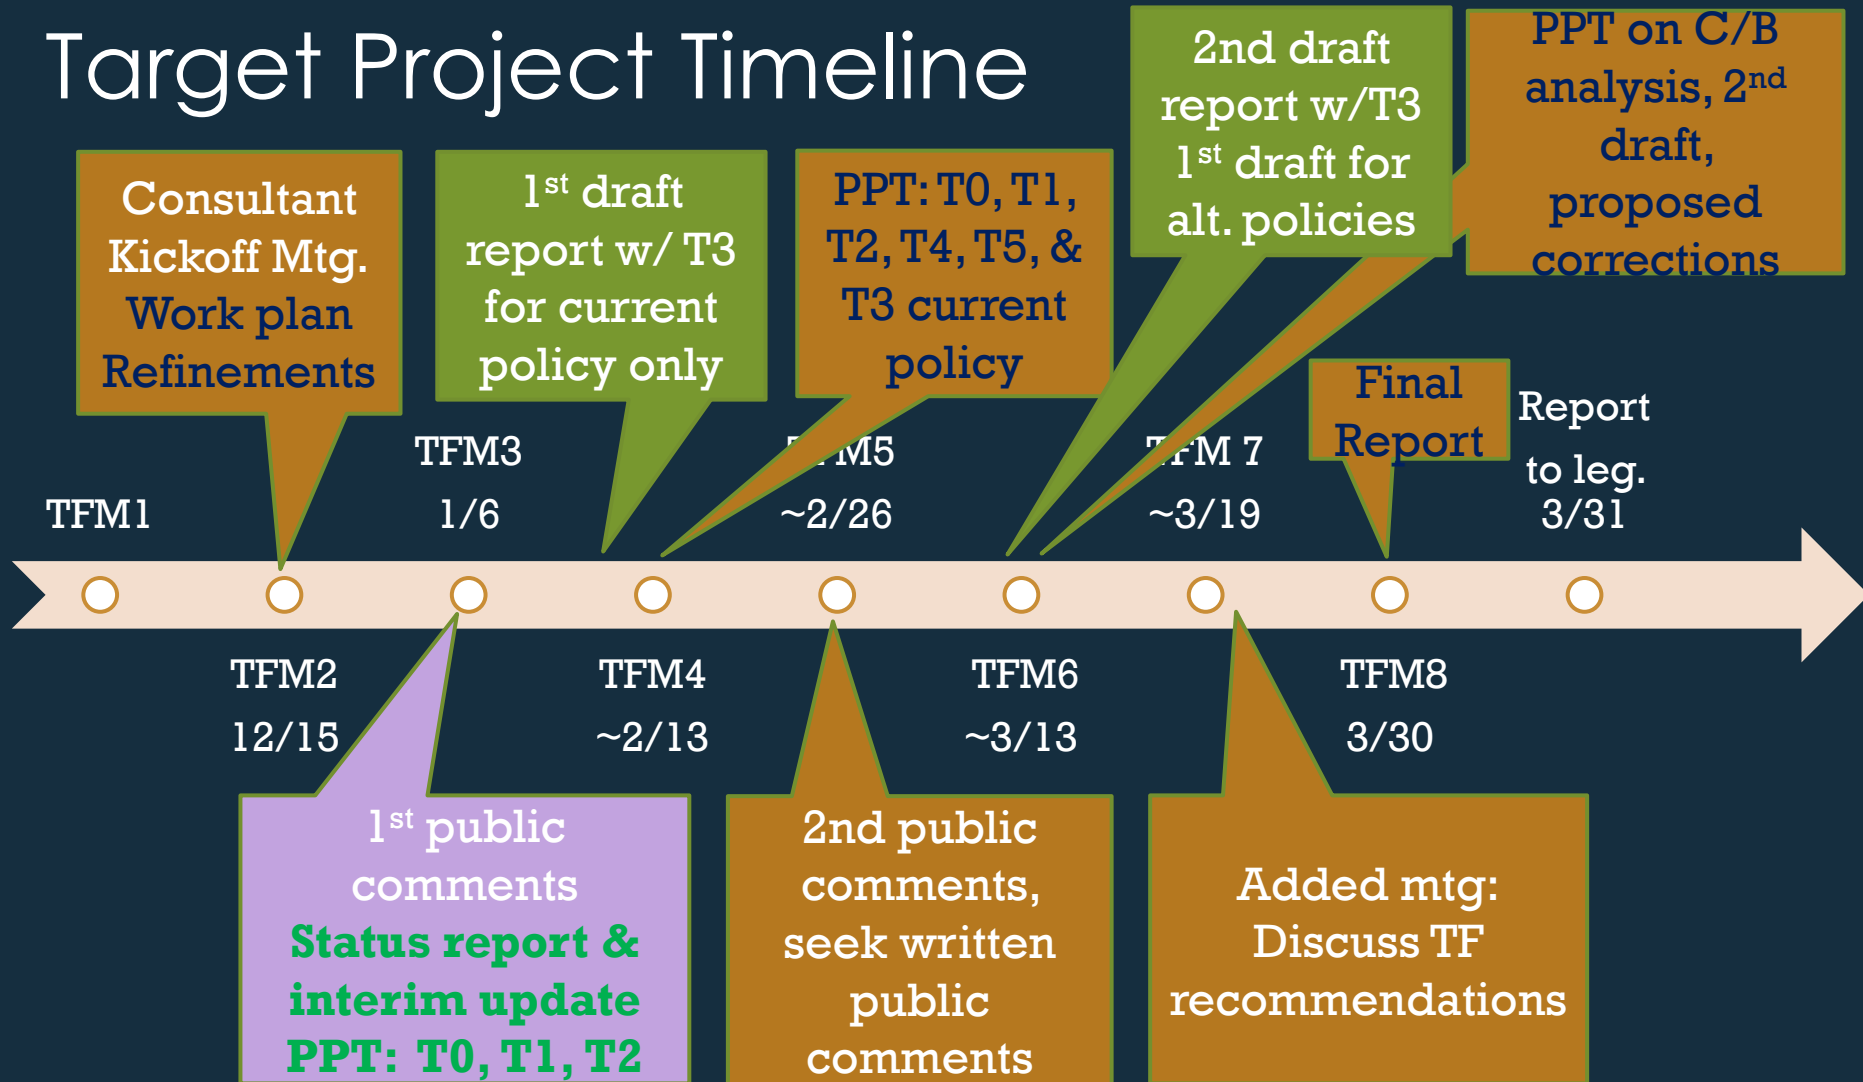 Target Project Timeline
Consultant
Kickoff Mtg.
Work plan
Refinements
1st draft
report w/ T3
for current
policy only
PPT: T0, T1,
T2, T4, T5, &
T3 current
policy
2nd draft
report w/T3
1st draft for
alt. policies
PPT on C/B
analysis, 2nd
draft,
proposed
corrections
Final
Report
Report
to leg.
3/31
TFM1
TFM3
1/6
M5
~2/26
FM 7
~3/19
TFM2
12/15
TFM4
~2/13
TFM6
~3/13
TFM8
3/30
1st public
comments
Status report &
interim update
PPT: T0, T1, T2
2nd public
comments,
seek written
public
comments
Added mtg:
Discuss TF
recommendations